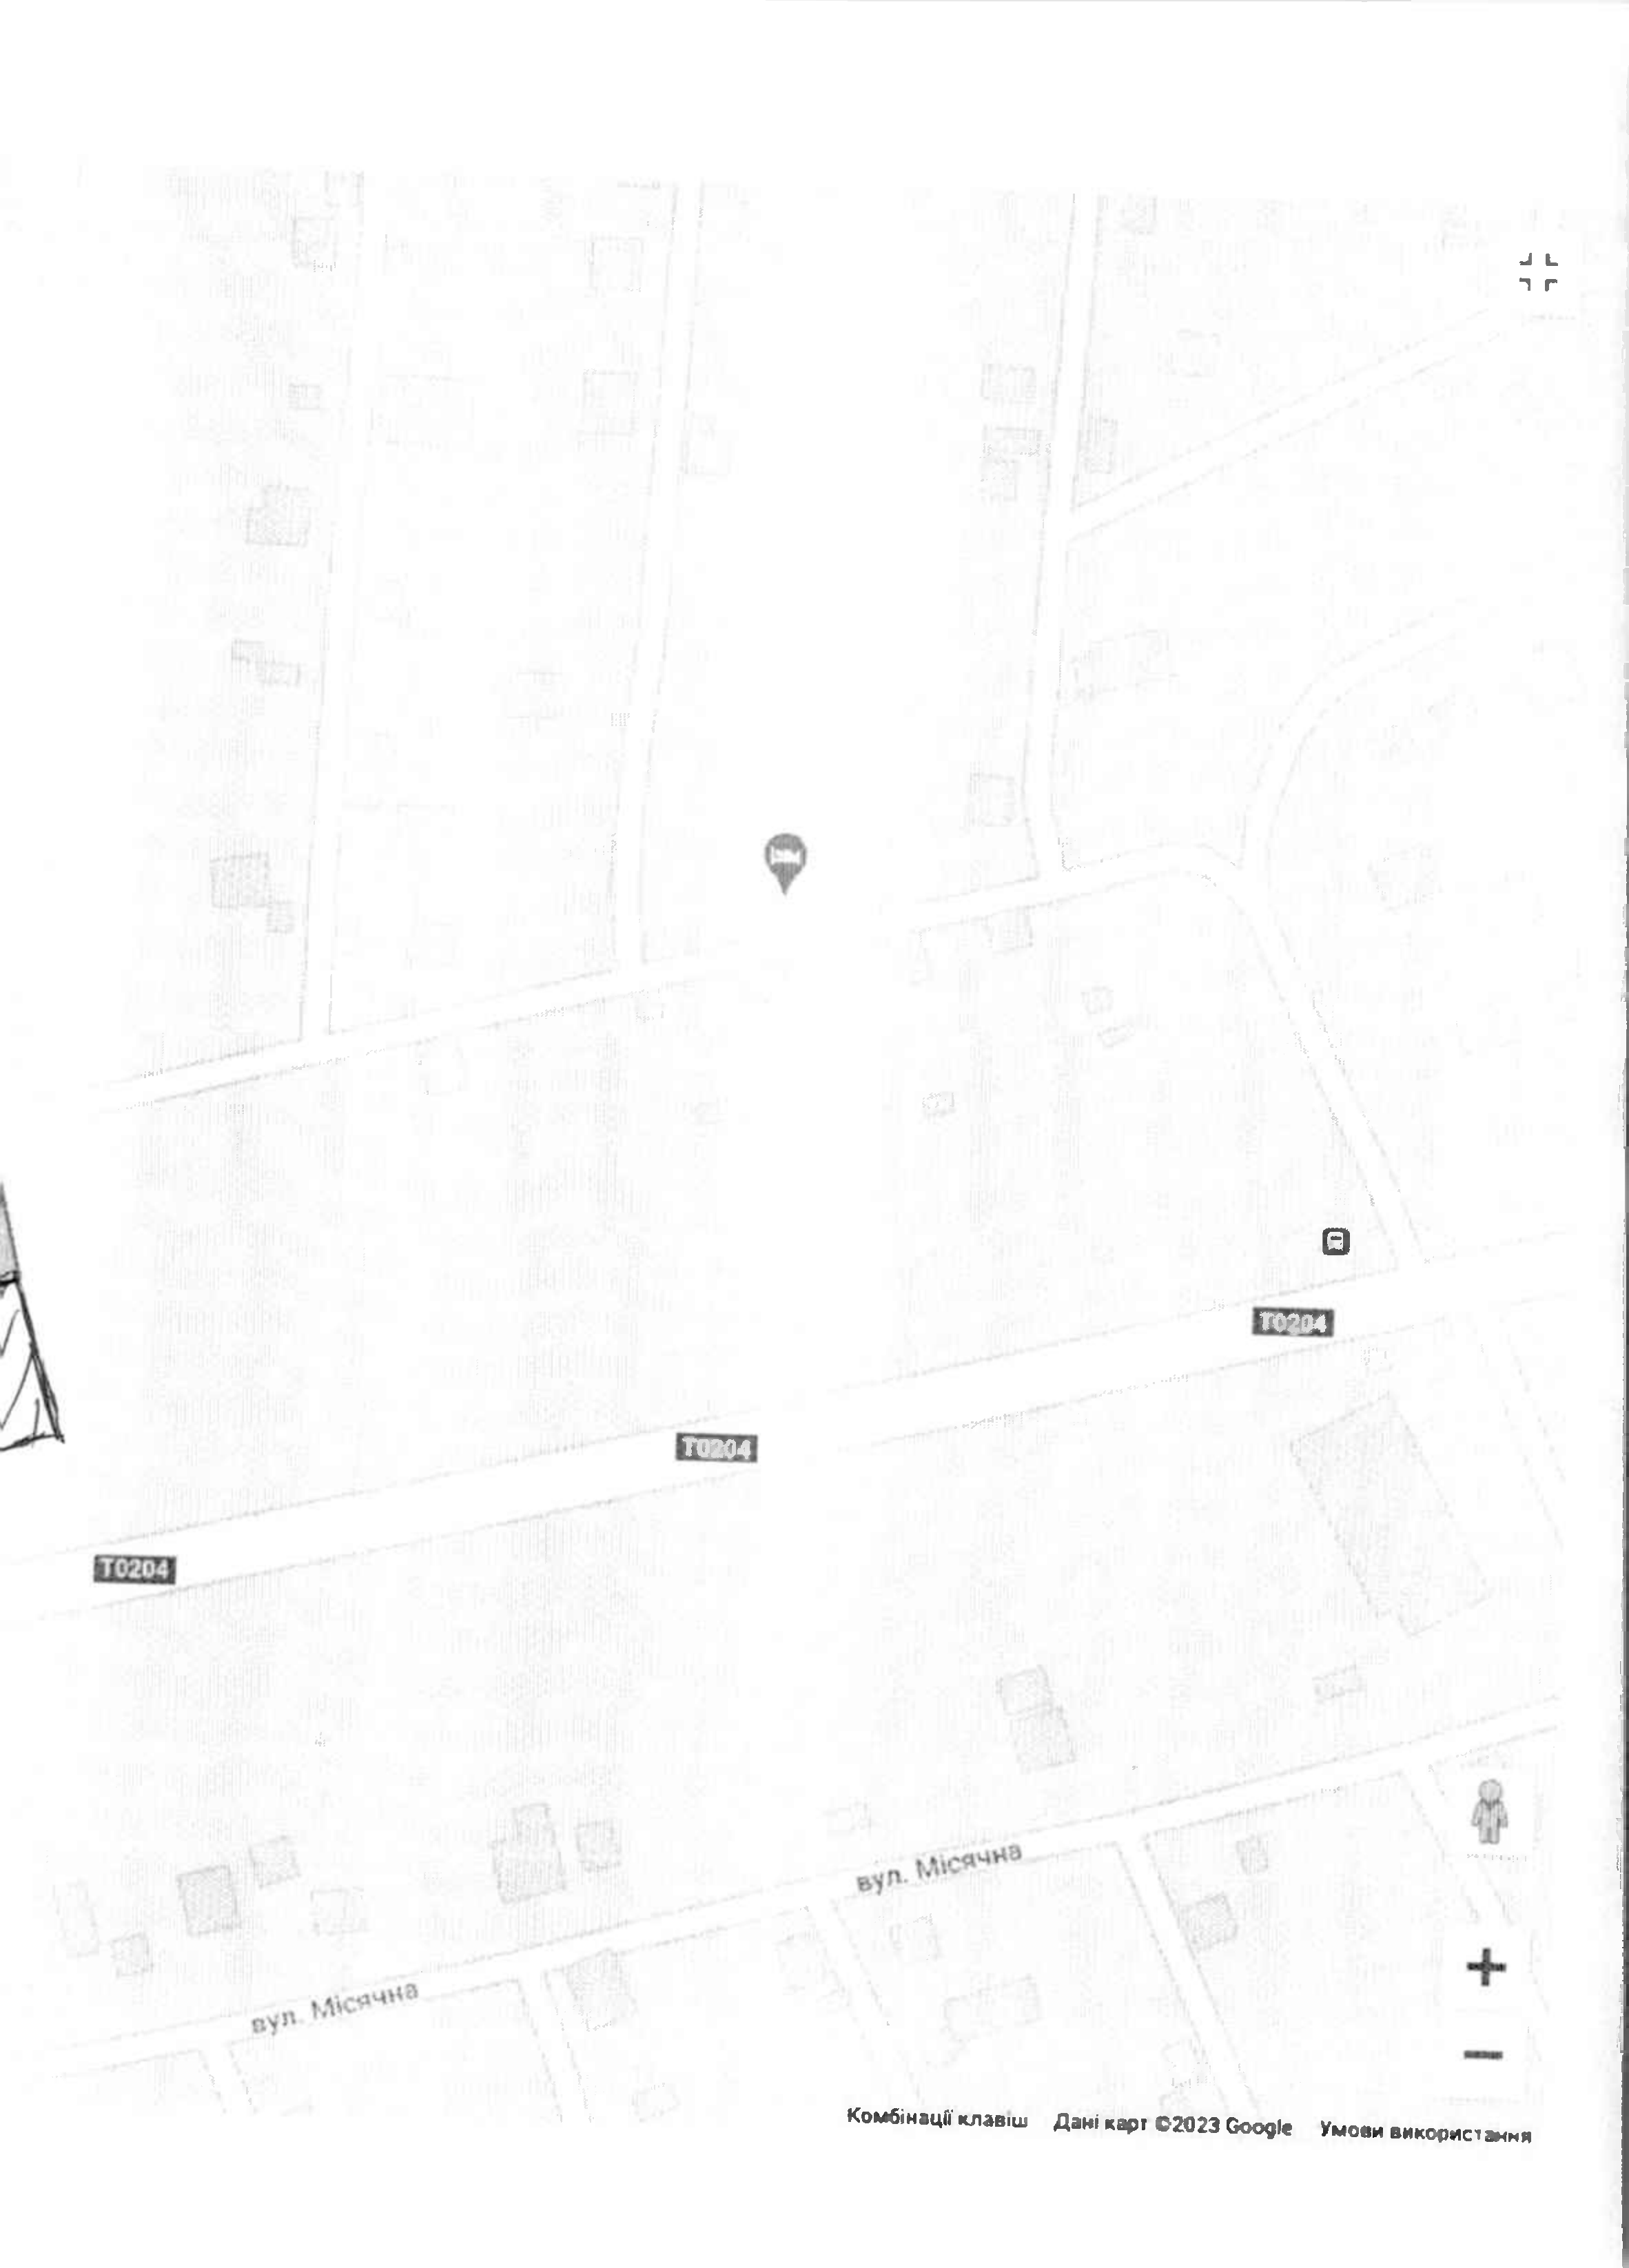 T0204
T0204
T0204
вул. Місячна
вул. Місячна
Комбінації клавіш Дані карт ©2023 Google Умови використання